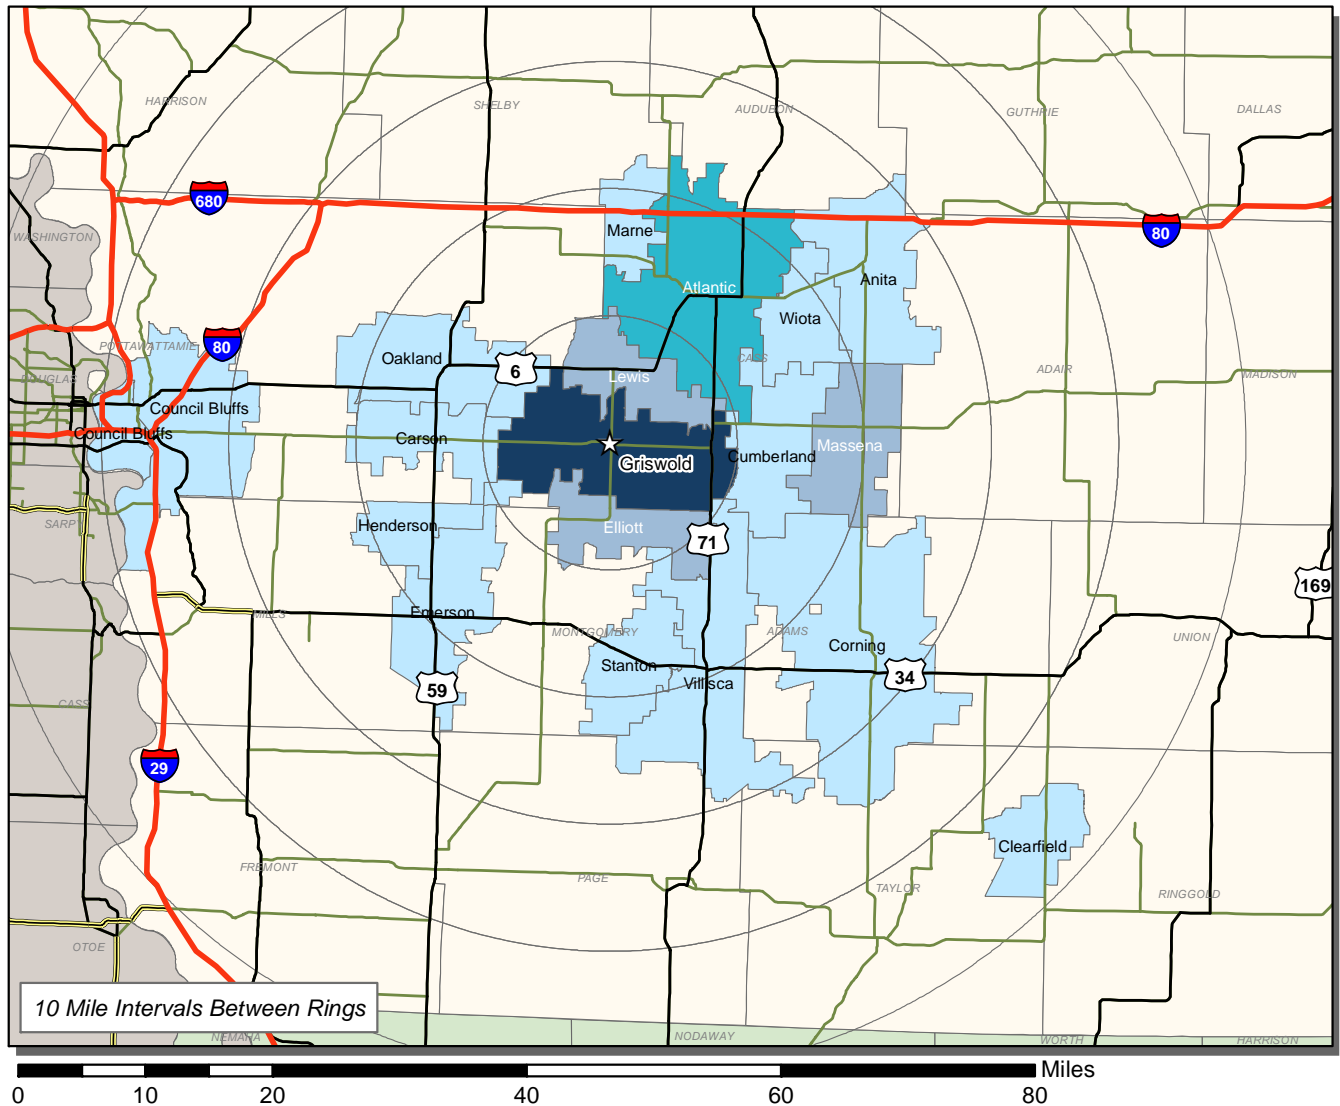 HARRISON
SHELBY
AUDUBON
GUTHRIE
DALLAS
680
WASHINGTON
Marne
80
Anita
Atlantic
Wiota
80
POTTAWATTAMIE
Oakland
CASS
6
Lewis
ADAIR
MADISON
DOUGLAS
Council Bluffs
Council Bluffs
Carson
Massena
Cumberland
Griswold
Henderson
Elliott
SARPY
71
169
Emerson
MILLS
MONTGOMERY
ADAMS
UNION
Corning
Stanton
Villisca
34
59
CASS
29
Clearfield
FREMONT
PAGE
TAYLOR
RINGGOLD
OTOE
10 Mile Intervals Between Rings
NEMAHA
NODAWAY
WORTH
HARRISON
Miles
0 10 20 40 60 80